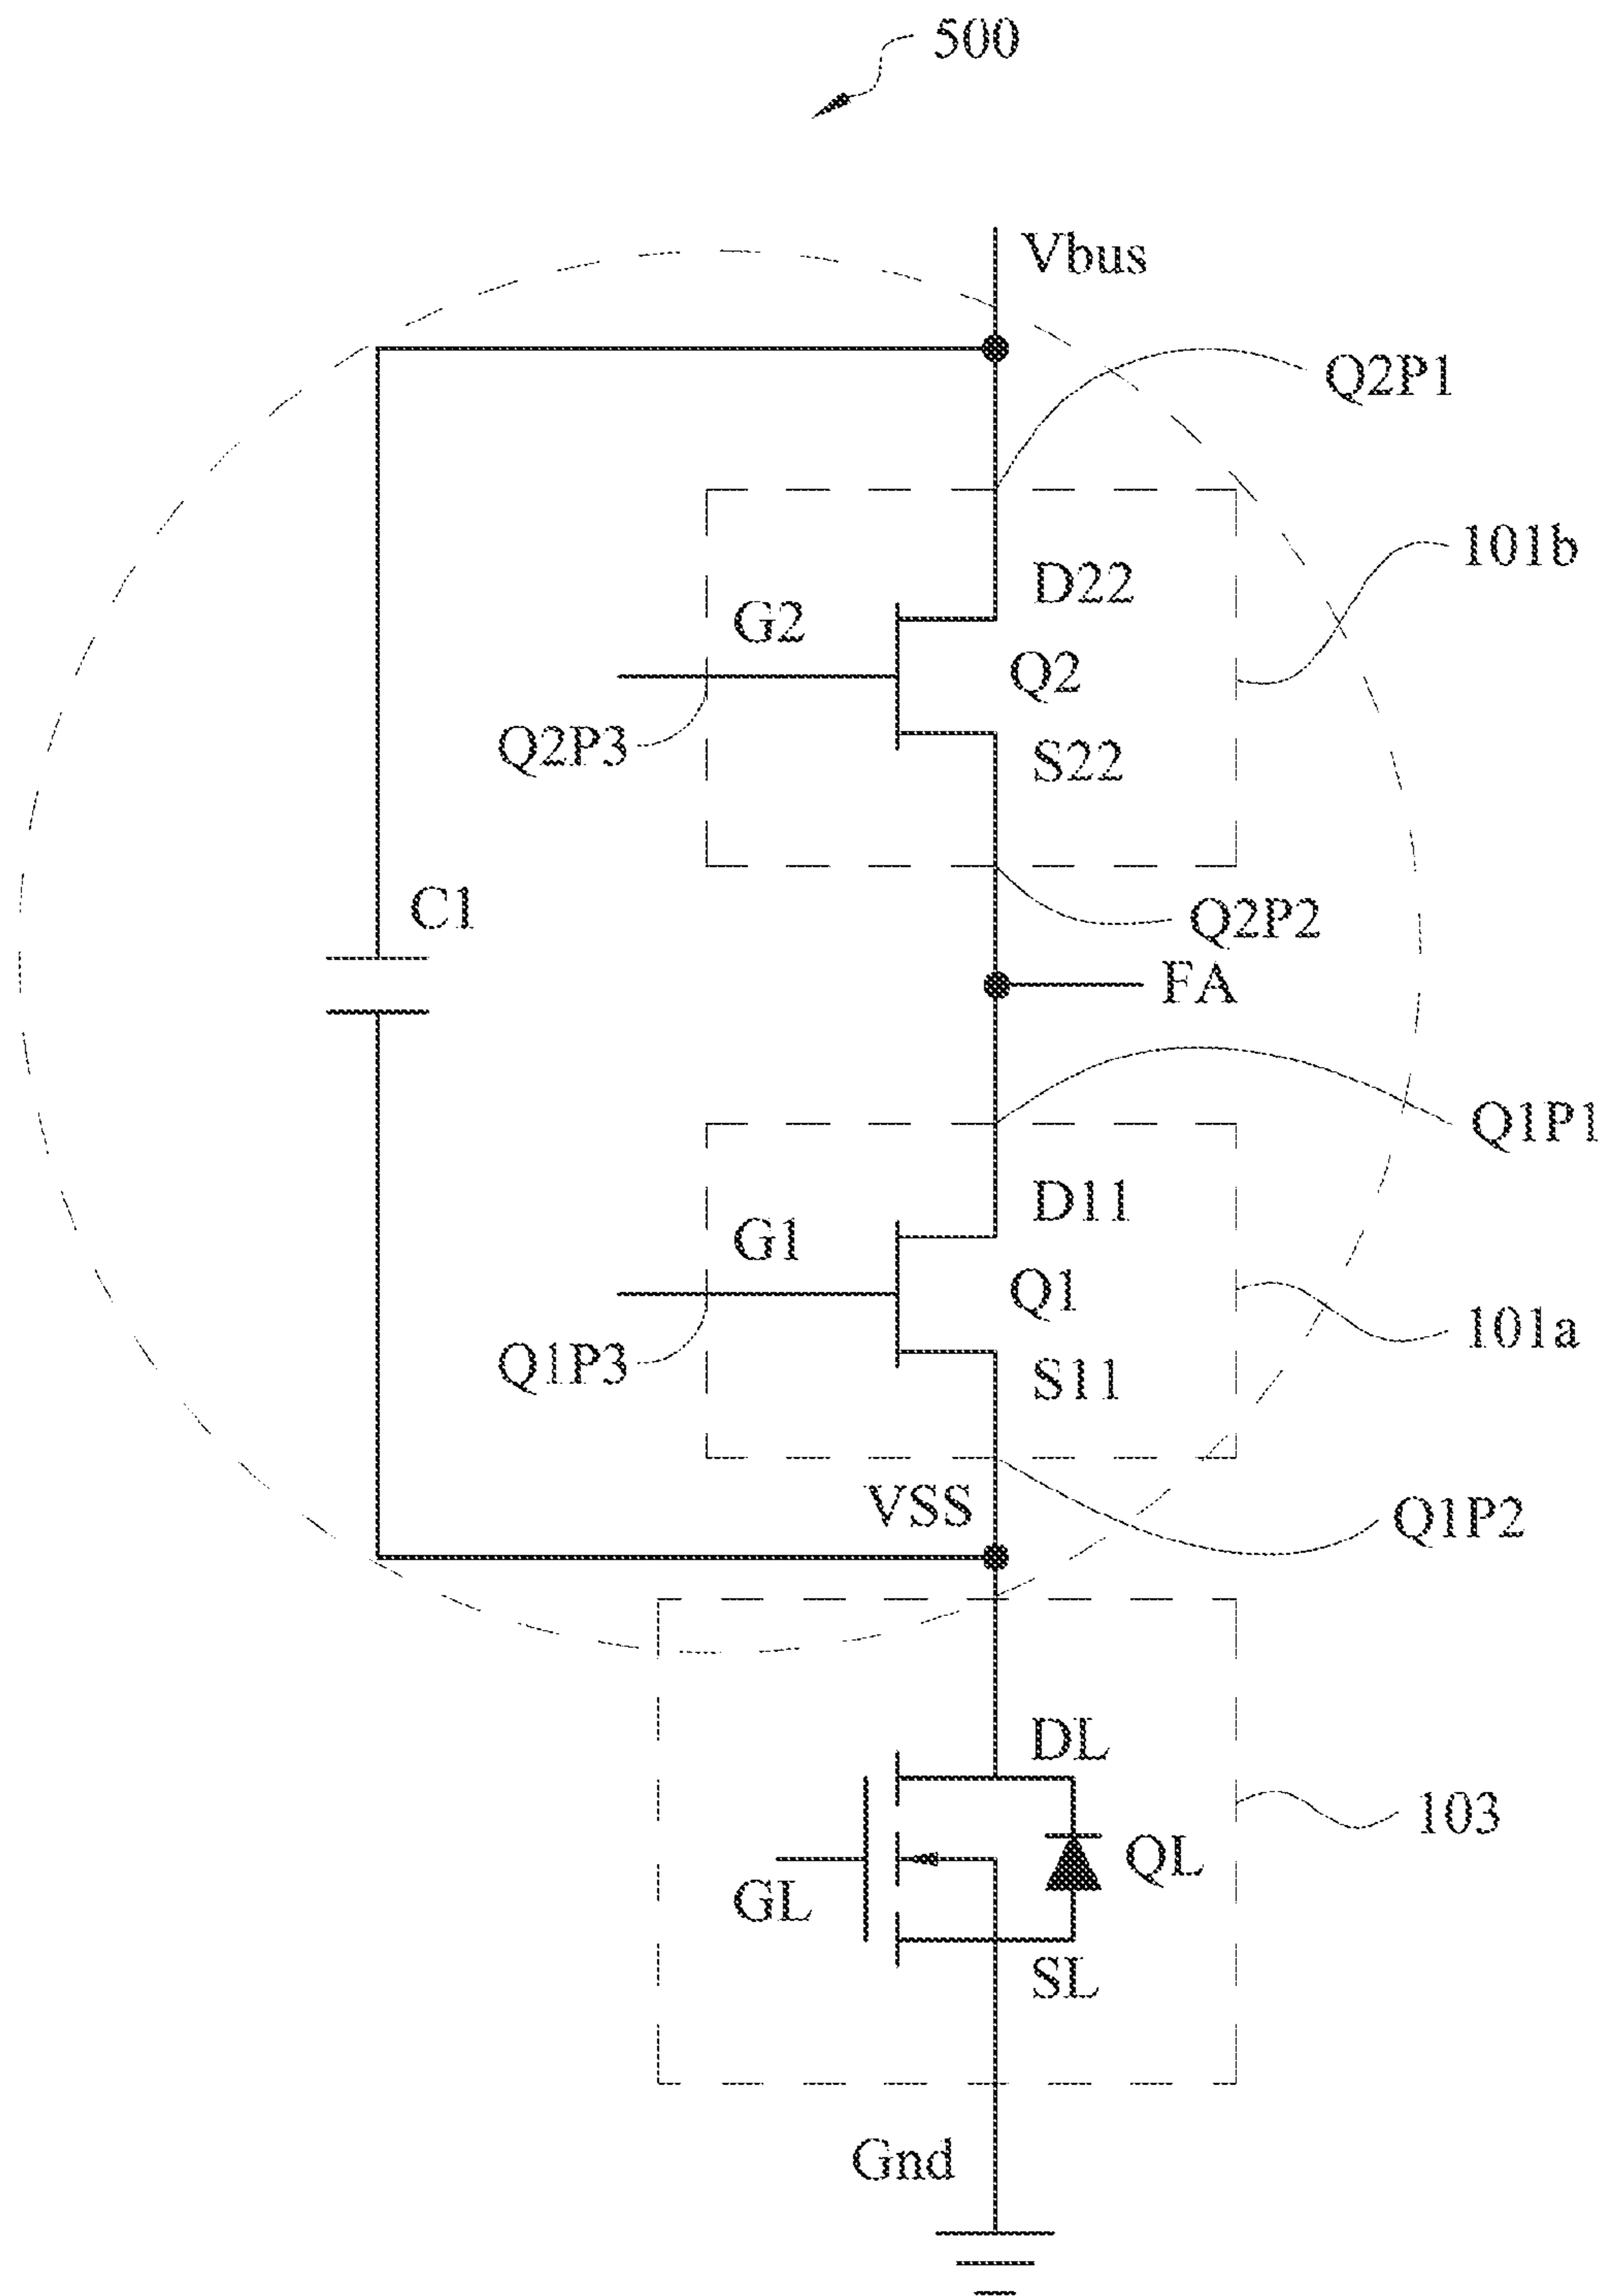 500
Vbus
Q2P1
101b
D22
G2
Q2
Q2P3
S22
C1
Q2P2
FA
Q1P1
D11
G1
Q1
101a
Q1P3
S11
VSS
Q1P2
DL
103
QL
GL
SL
Gnd